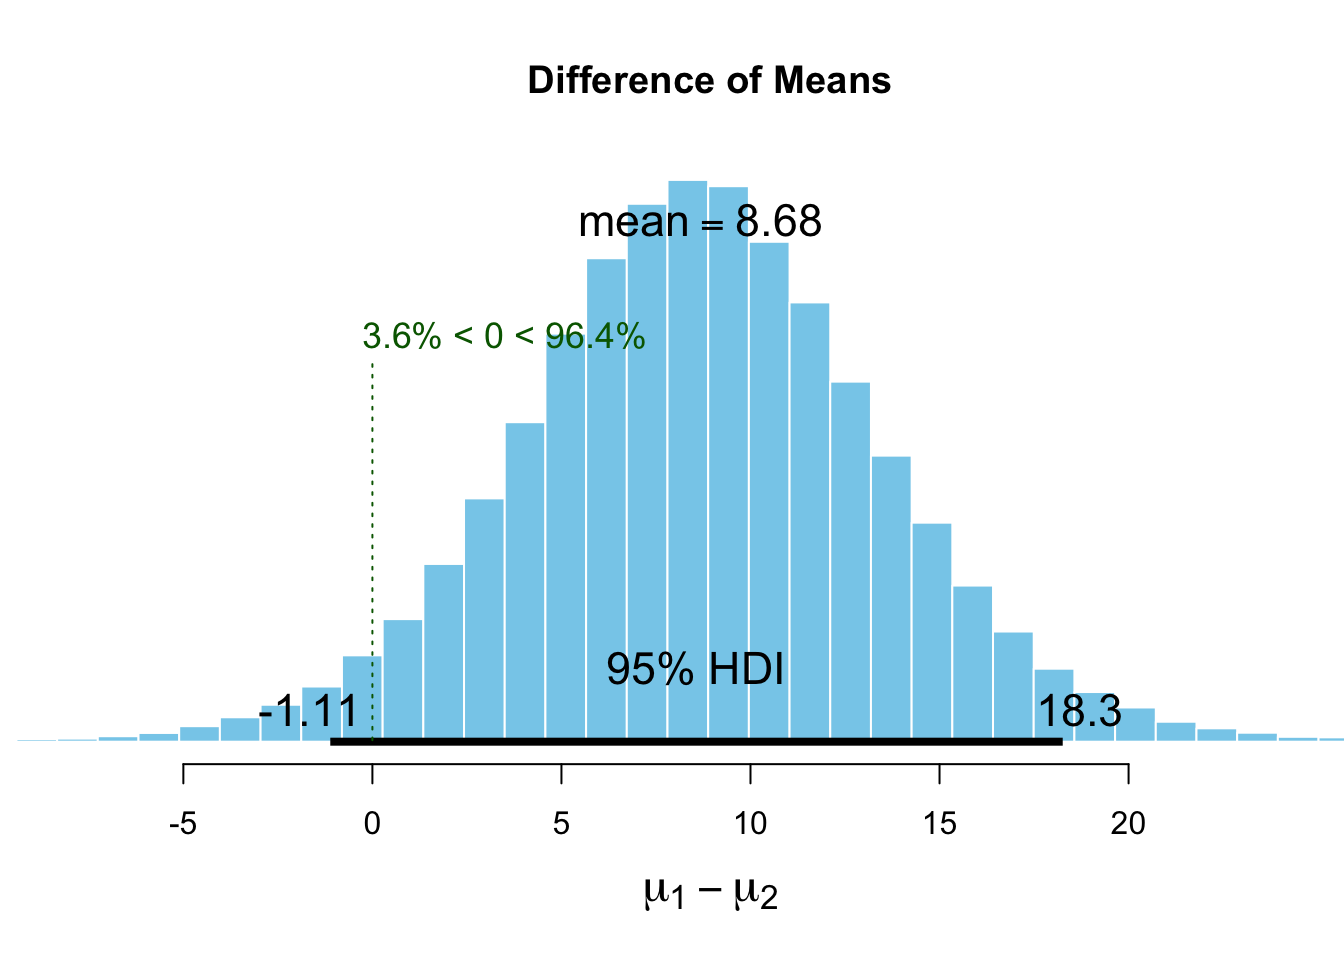 Difference of Means
mean = 8.68
3.6% < 0 < 96.4%
95% HDI
-1.11 18.3
-5 0 5 10 15 20
μ₁ − μ₂